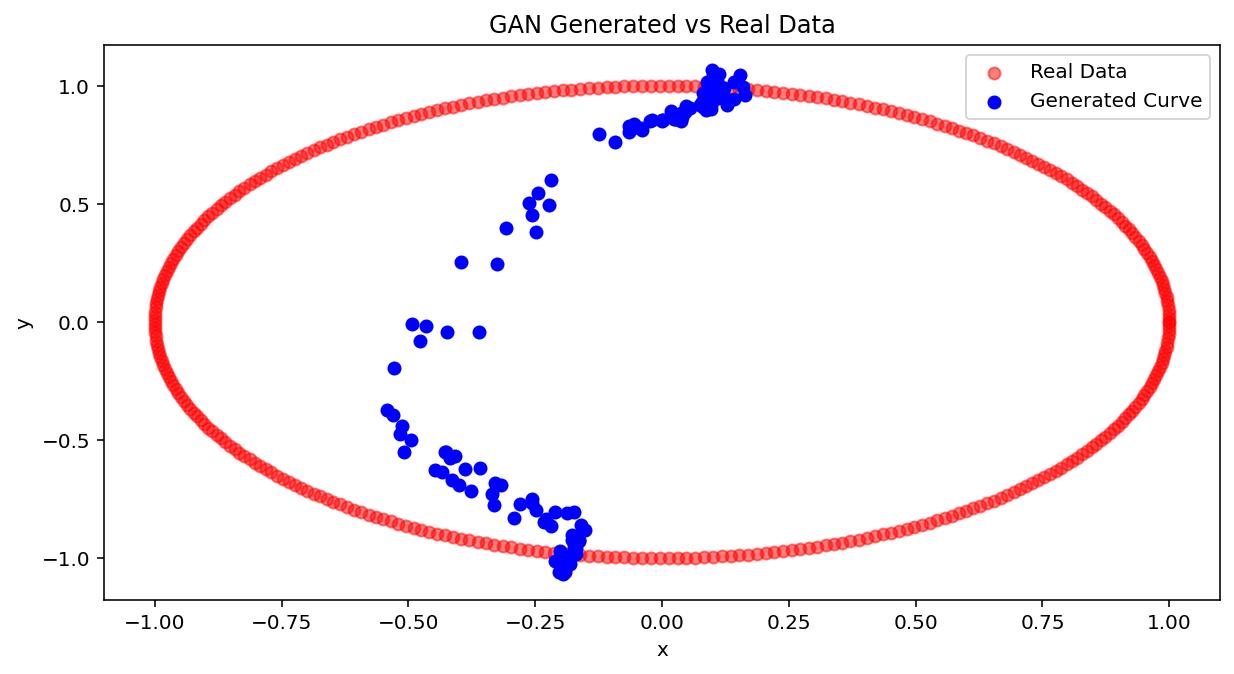 GAN Generated vs Real Data
Real Data
Generated Curve
1.0
0.5
0.0
−0.5
−1.0
y
−1.00 −0.75 −0.50 −0.25 0.00 0.25 0.50 0.75 1.00
x